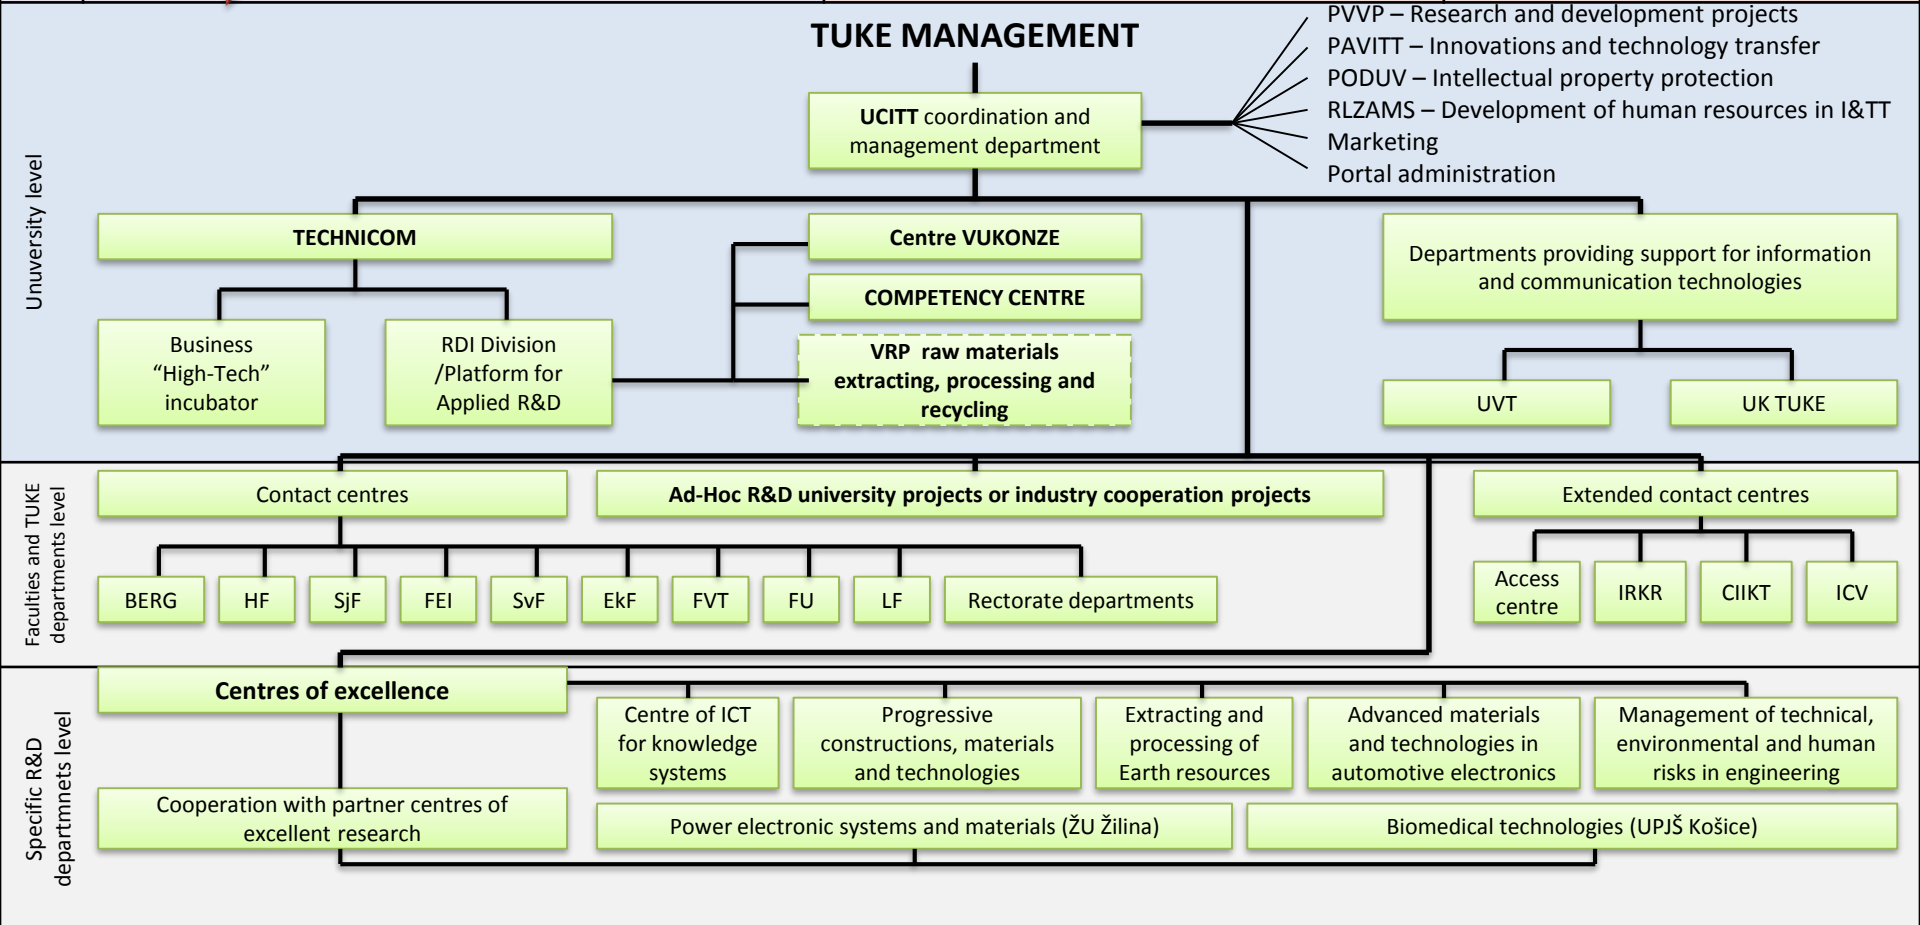 TUKE MANAGEMENT
PVVP – Research and development projects
PAVITT – Innovations and technology transfer
PODUV – Intellectual property protection
RLZAMS – Development of human resources in I&TT
Marketing
Portal administration
UCITT coordination and
management department
Unuversity level
TECHNICOM
Centre VUKONZE
COMPETENCY CENTRE
VRP raw materials
extracting, processing and
recycling
Departments providing support for information
and communication technologies
Business
“High-Tech”
incubator
RDI Division
/Platform for
Applied R&D
UVT
UK TUKE
Faculties and TUKE
departments level
Contact centres
Ad-Hoc R&D university projects or industry cooperation projects
Extended contact centres
BERG
HF
SjF
FEI
SvF
EkF
FVT
FU
LF
Rectorate departments
Access
centre
IRKR
CIIKT
ICV
Specific R&D
departmnets level
Centres of excellence
Centre of ICT
for knowledge
systems
Progressive
constructions, materials
and technologies
Extracting and
processing of
Earth resources
Advanced materials
and technologies in
automotive electronics
Management of technical,
environmental and human
risks in engineering
Cooperation with partner centres of
excellent research
Power electronic systems and materials (ŽU Žilina)
Biomedical technologies (UPJŠ Košice)